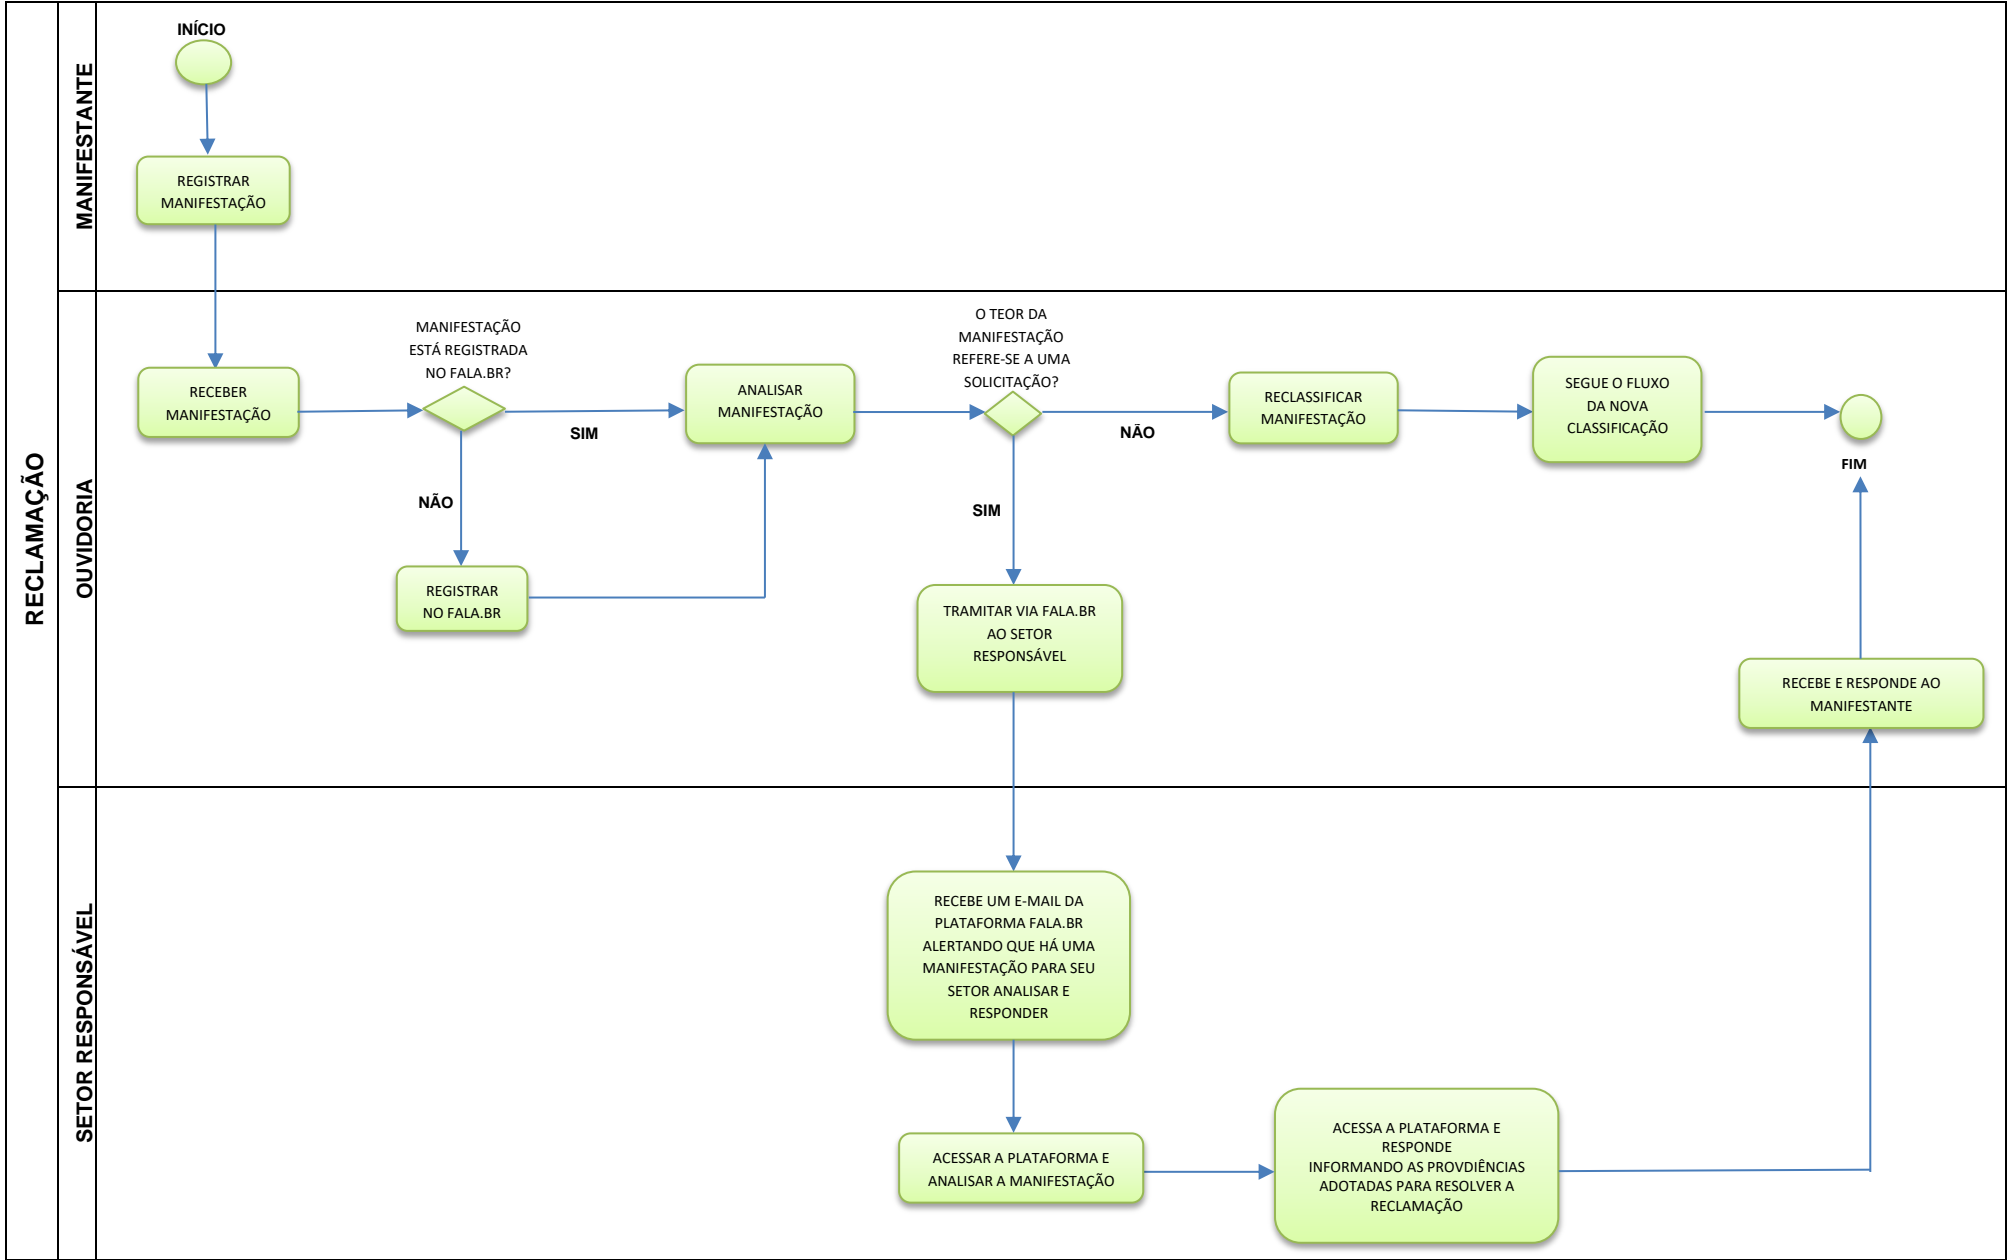 RECLAMAÇÃO
MANIFESTANTE
INÍCIO
REGISTRAR
MANIFESTAÇÃO
OUVIDORIA
RECEBER
MANIFESTAÇÃO
MANIFESTAÇÃO
ESTÁ REGISTRADA
NO FALA.BR?
SIM
NÃO
REGISTRAR
NO FALA.BR
ANALISAR
MANIFESTAÇÃO
O TEOR DA
MANIFESTAÇÃO
REFERE-SE A UMA
SOLICITAÇÃO?
NÃO
SIM
RECLASSIFICAR
MANIFESTAÇÃO
SEGUE O FLUXO
DA NOVA
CLASSIFICAÇÃO
FIM
TRAMITAR VIA FALA.BR
AO SETOR
RESPONSÁVEL
RECEBE E RESPONDE AO
MANIFESTANTE
SETOR RESPONSÁVEL
RECEBE UM E-MAIL DA
PLATAFORMA FALA.BR
ALERTANDO QUE HÁ UMA
MANIFESTAÇÃO PARA SEU
SETOR ANALISAR E
RESPONDER
ACESSAR A PLATAFORMA E
ANALISAR A MANIFESTAÇÃO
ACESSA A PLATAFORMA E
RESPONDE
INFORMANDO AS PROVDIÊNCIAS
ADOTADAS PARA RESOLVER A
RECLAMAÇÃO